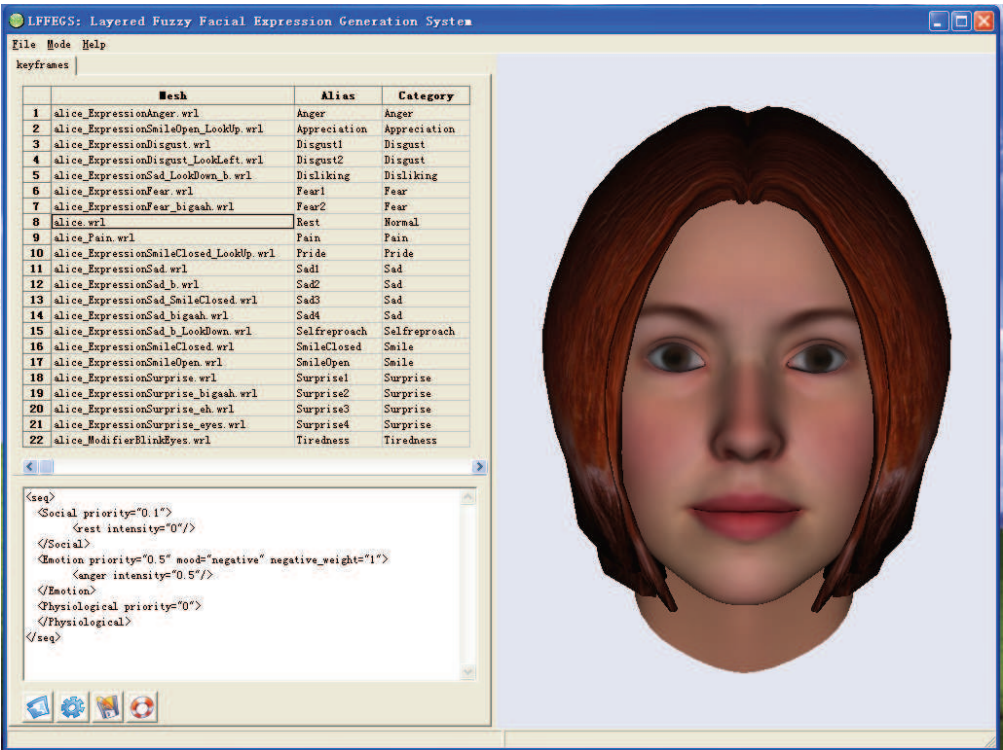 LFFEGS: Layered Fuzzy Facial Expression Generation System
File Mode Help
keyframes
Mesh Alias Category
1 alice_ExpressionAnger.wrl Anger Anger
2 alice_ExpressionSmileOpen_LookUp.wrl Appreciation Appreciation
3 alice_ExpressionDisgust.wrl Disgust1 Disgust
4 alice_ExpressionDisgust_LookLeft.wrl Disgust2 Disgust
5 alice_ExpressionSad_LookDown_b.wrl Disliking Disliking
6 alice_ExpressionFear.wrl Fear1 Fear
7 alice_ExpressionFear_bigaah.wrl Fear2 Fear
8 alice.wrl Rest Normal
9 alice_Pain.wrl Pain Pain
10 alice_ExpressionSmileClosed_LookUp.wrl Pride Pride
11 alice_ExpressionSad.wrl Sad1 Sad
12 alice_ExpressionSad_b.wrl Sad2 Sad
13 alice_ExpressionSad_SmileClosed.wrl Sad3 Sad
14 alice_ExpressionSad_bigaah.wrl Sad4 Sad
15 alice_ExpressionSad_b_LookDown.wrl Selfreproach Selfreproach
16 alice_ExpressionSmileClosed.wrl SmileClosed Smile
17 alice_ExpressionSmileOpen.wrl SmileOpen Smile
18 alice_ExpressionSurprise.wrl Surprise1 Surprise
19 alice_ExpressionSurprise_bigaah.wrl Surprise2 Surprise
20 alice_ExpressionSurprise_eh.wrl Surprise3 Surprise
21 alice_ExpressionSurprise_eyes.wrl Surprise4 Surprise
22 alice_ModifierBlinkEyes.wrl Tiredness Tiredness
<seq>
<Social priority="0.1">
<rest intensity="0"/>
</Social>
<Emotion priority="0.5" mood="negative" negative_weight="1">
<anger intensity="0.5"/>
</Emotion>
<Physiological priority="0">
</Physiological>
</seq>